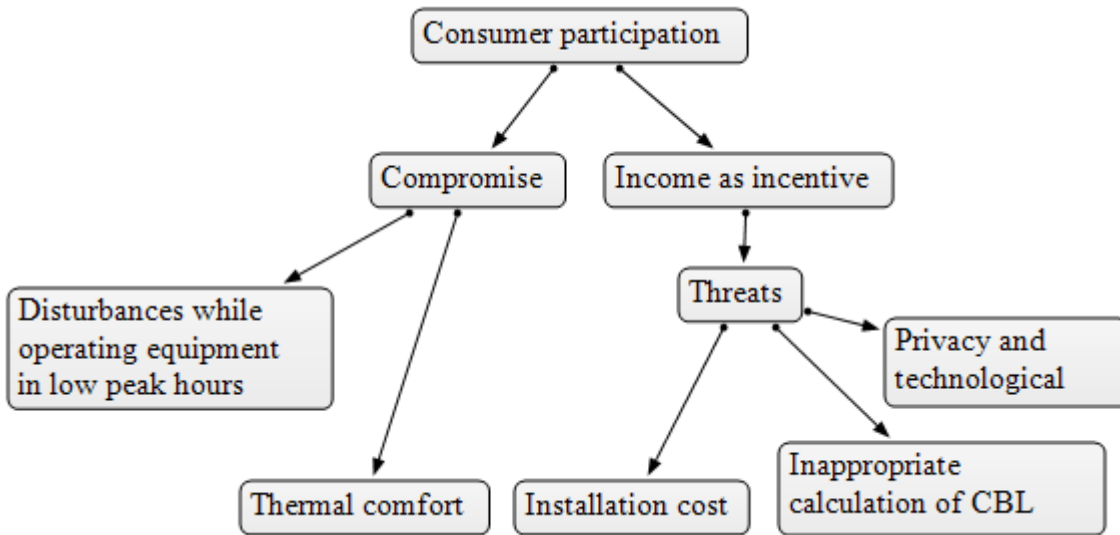 Consumer participation
Compromise
Income as incentive
Disturbances while
operating equipment
in low peak hours
Threats
Privacy and
technological
Thermal comfort
Installation cost
Inappropriate
calculation of CBL